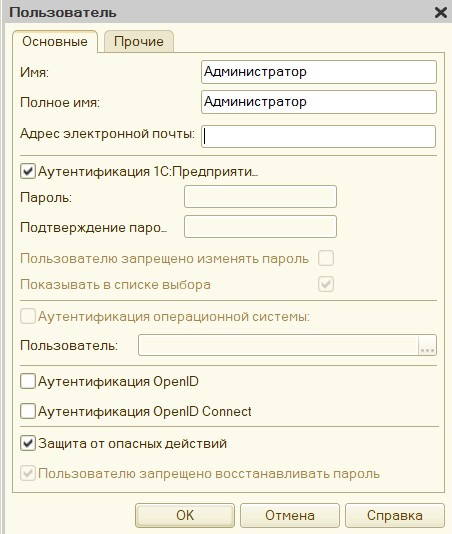 Пользователь
Основные Прочие
Имя: Администратор
Полное имя: Администратор
Адрес электронной почты:
Аутентификация 1С:Предприяти...
Пароль:
Подтверждение паро...
Пользователю запрещено изменять пароль
Показывать в списке выбора
Аутентификация операционной системы:
Пользователь: ...
Аутентификация OpenID
Аутентификация OpenID Connect
Защита от опасных действий
Пользователю запрещено восстанавливать пароль
OK Отмена Справка